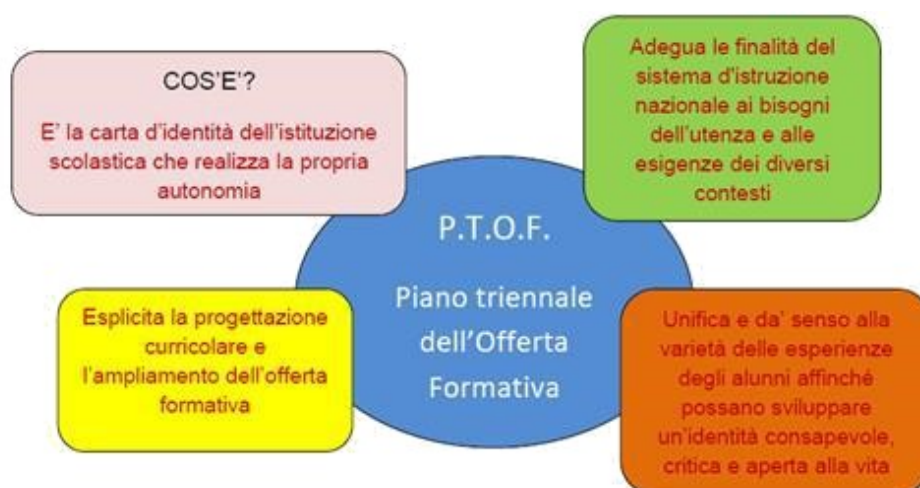 COS'E'?
E' la carta d'identità dell'istituzione
scolastica che realizza la propria
autonomia
Adegua le finalità del
sistema d'istruzione
nazionale ai bisogni
dell'utenza e alle
esigenze dei diversi
contesti
P.T.O.F.
Piano triennale
dell'Offerta
Formativa
Esplicita la progettazione
curricolare e
l'ampliamento dell'offerta
formativa
Unifica e da' senso alla
varietà delle esperienze
degli alunni affinché
possano sviluppare
un'identità consapevole,
critica e aperta alla vita